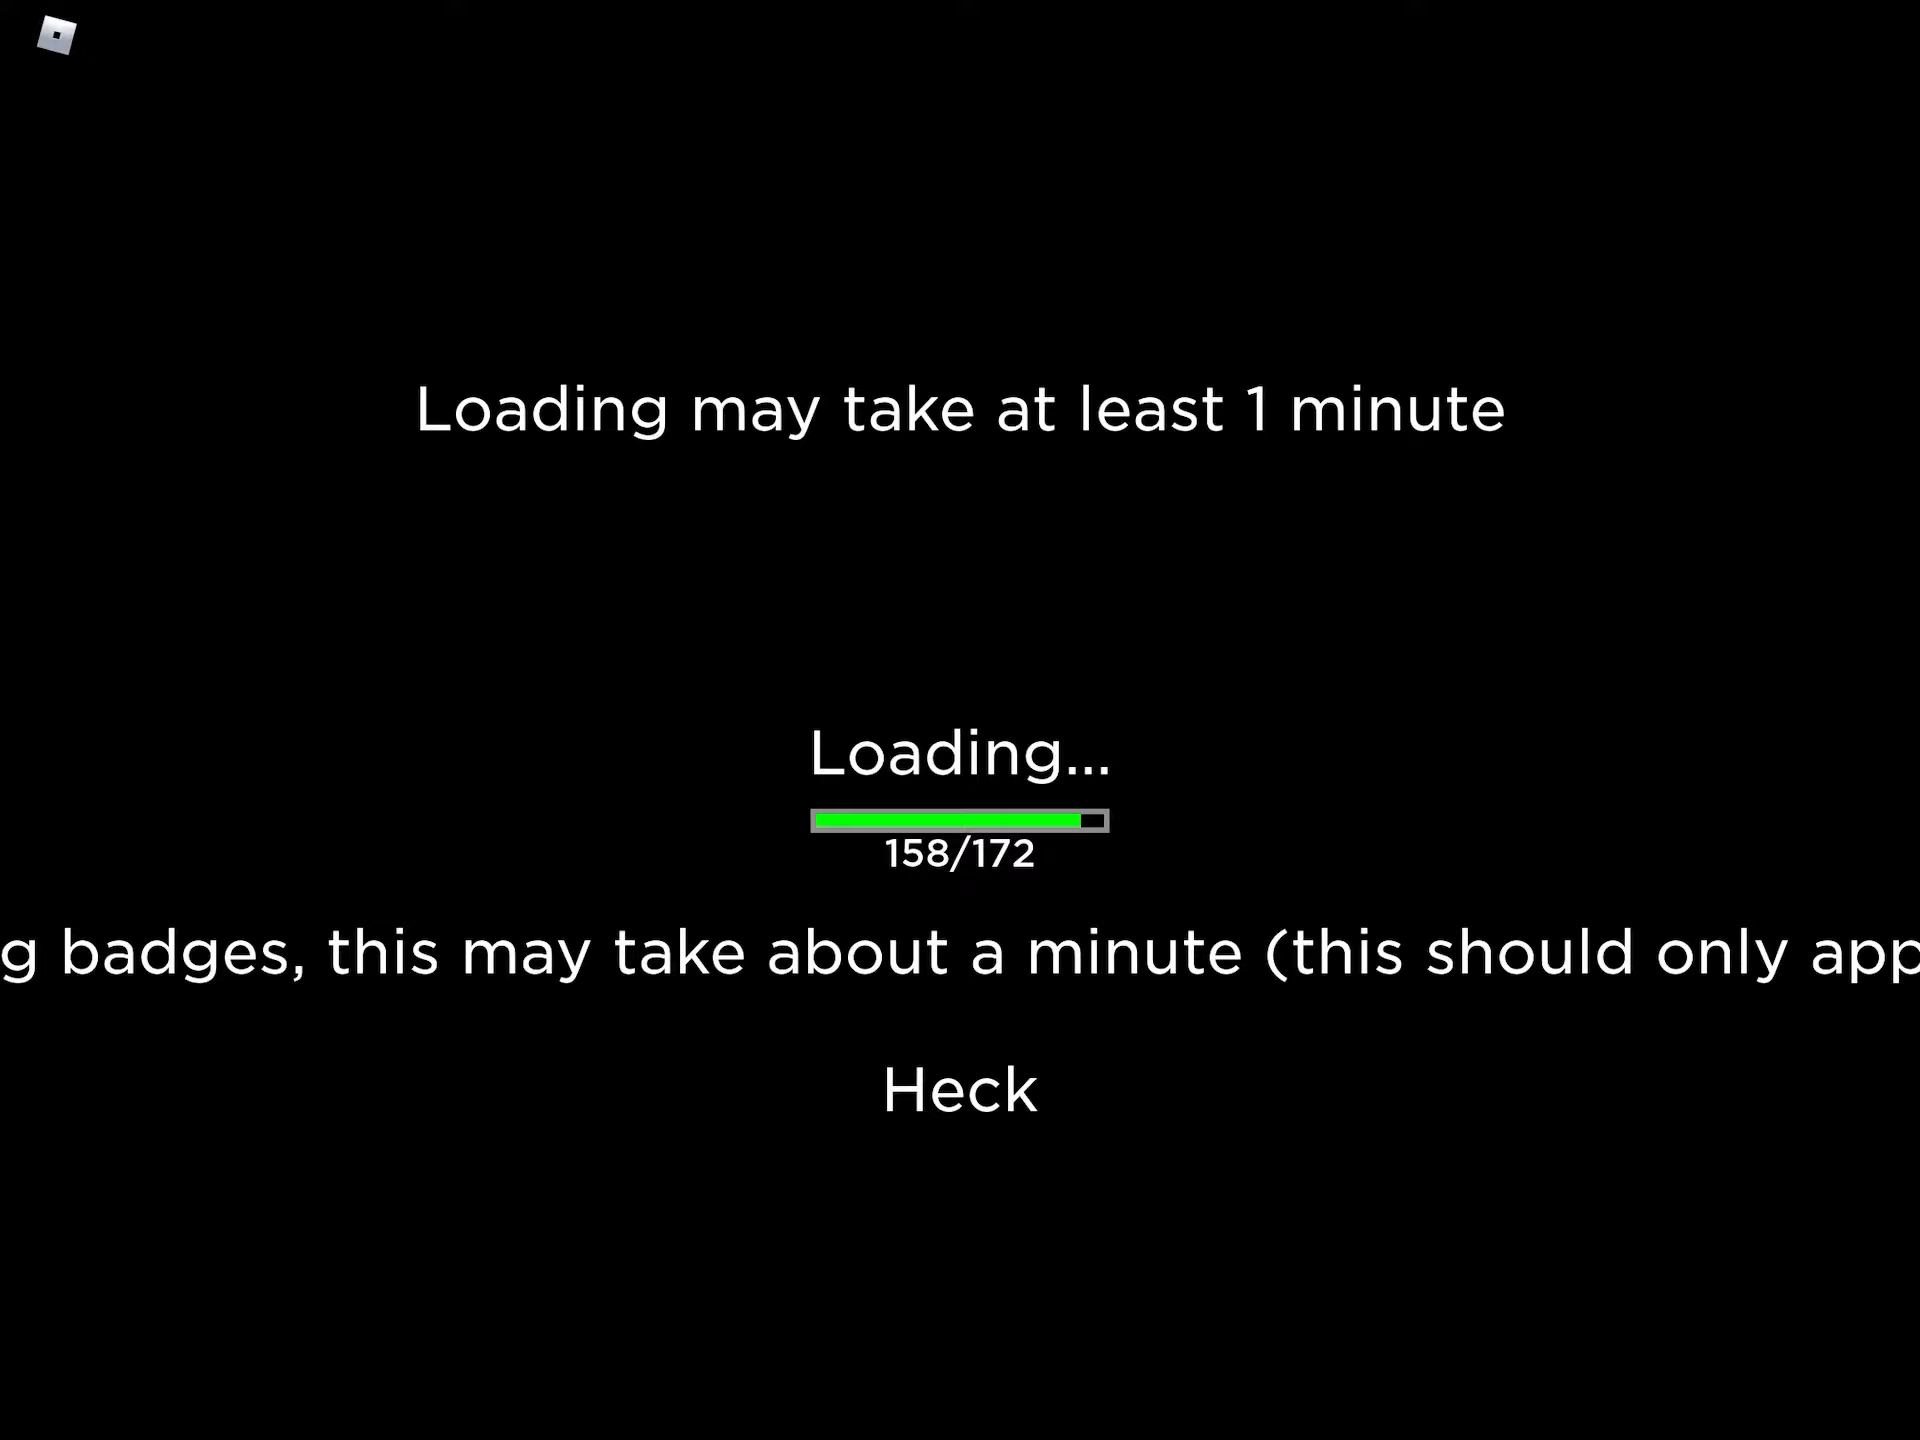 Loading may take at least 1 minute
Loading...
158/172
g badges, this may take about a minute (this should only app
Heck